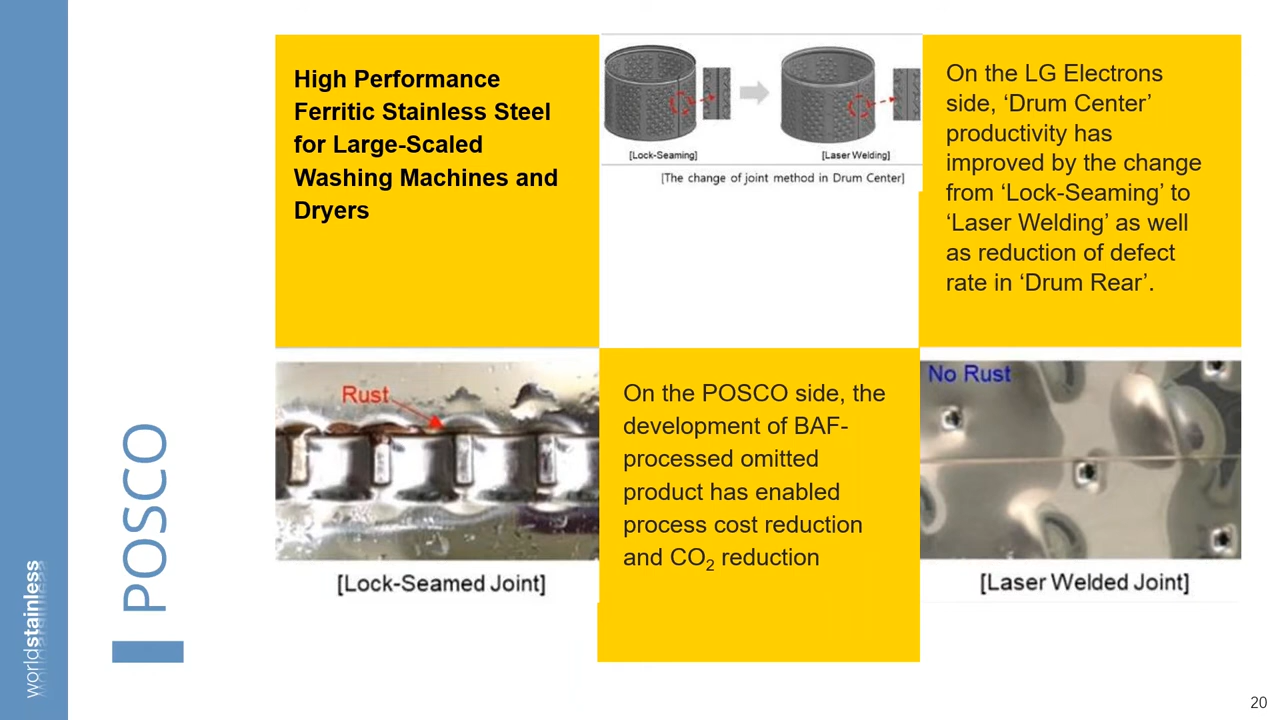 High Performance
Ferritic Stainless Steel
for Large-Scaled
Washing Machines and
Dryers
[Lock-Seaming]
[Laser Welding]
[The change of joint method in Drum Center]
On the LG Electrons
side, ‘Drum Center’
productivity has
improved by the change
from ‘Lock-Seaming’ to
‘Laser Welding’ as well
as reduction of defect
rate in ‘Drum Rear’.
Rust
[Lock-Seamed Joint]
On the POSCO side, the
development of BAF-
processed omitted
product has enabled
process cost reduction
and CO₂ reduction
No Rust
[Laser Welded Joint]
POSCO
worldstainless
20